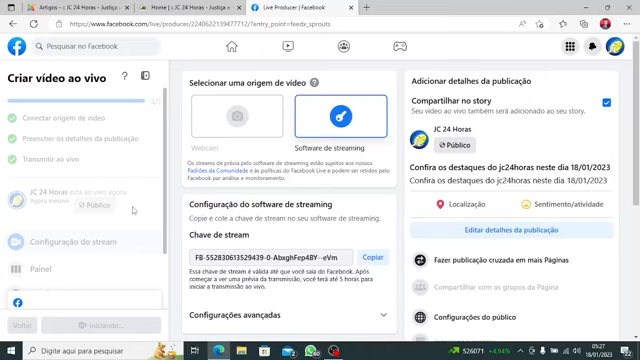 Artigos - :: JC 24 Horas - Justiça e
Home | :: JC 24 Horas - Justiça e
Live Producer | Facebook
https://www.facebook.com/live/producer/2240622139477712/?entry_point=feedx_sprouts
Pesquisar no Facebook
Criar vídeo ao vivo
3/3
Conectar origem de vídeo
Preencher os detalhes da publicação
Transmitir ao vivo
JC 24 Horas está ao vivo agora.
Agora mesmo
Público
Configuração do stream
Painel
Voltar
Iniciando...
Selecionar uma origem de vídeo
Webcam
Software de streaming
Os streams de prévia pelo software de streaming estão sujeitos aos nossos
Padrões da Comunidade e às políticas do Facebook Live e podem ser retidos pelo
Facebook para análise e monitoramento.
Configuração do software de streaming
Copie e cole a chave de stream no seu software de streaming.
Chave de stream
Copiar
Essa chave de stream é válida até que você saia do Facebook. Após
começar a ver uma prévia da transmissão, você terá até 5 horas para
iniciar a transmissão ao vivo.
Configurações avançadas
Adicionar detalhes da publicação
Compartilhar no story
Seu vídeo ao vivo também será adicionado ao seu story.
JC 24 Horas
Público
Confira os destaques do jc24horas neste dia 18/01/2023
Confira os destaques do jc24horas neste dia 18/01/2023
Localização
Sentimento/atividade
Editar detalhes da publicação
Fazer publicação cruzada em mais Páginas
Compartilhar com os grupos da Página
Configurações do público
Digite aqui para pesquisar
526071
+4,94%
05:27
18/01/2023